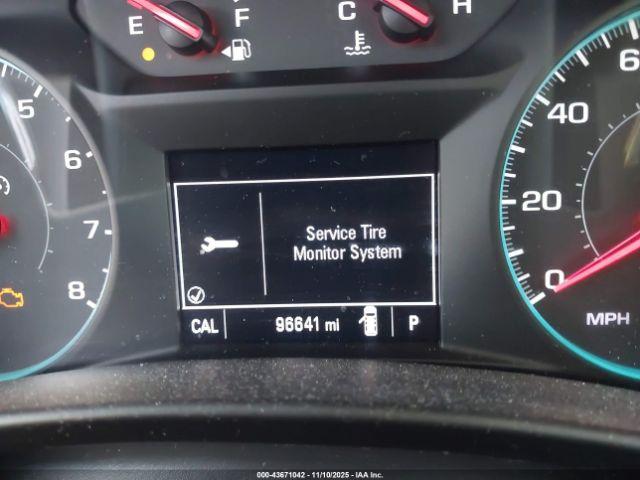 E F
C H
5
6
7
8
Service Tire
Monitor System
CAL 96641 mi P
60
40
20
0
MPH
000-43671042 - 11/10/2025 - IAA Inc.